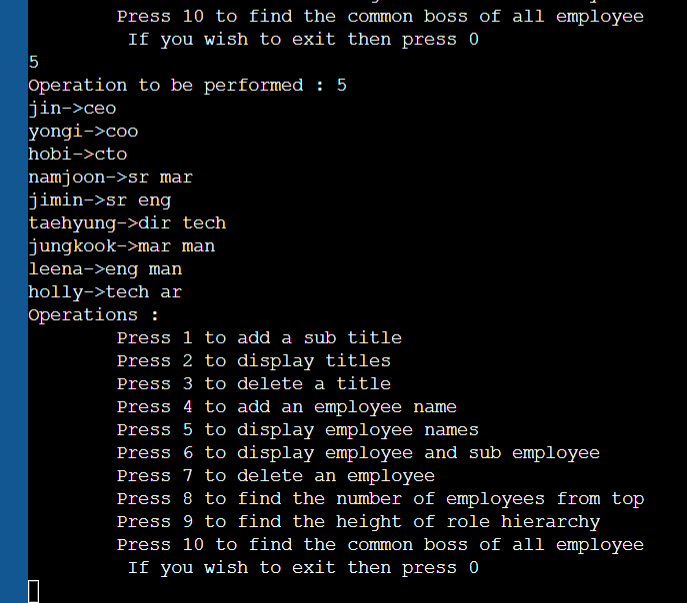 Press 10 to find the common boss of all employee
If you wish to exit then press 0
5
Operation to be performed : 5
jin->ceo
yongi->coo
hobi->cto
namjoon->sr mar
jimin->sr eng
taehyung->dir tech
jungkook->mar man
leena->eng man
holly->tech ar
Operations :
Press 1 to add a sub title
Press 2 to display titles
Press 3 to delete a title
Press 4 to add an employee name
Press 5 to display employee names
Press 6 to display employee and sub employee
Press 7 to delete an employee
Press 8 to find the number of employees from top
Press 9 to find the height of role hierarchy
Press 10 to find the common boss of all employee
If you wish to exit then press 0